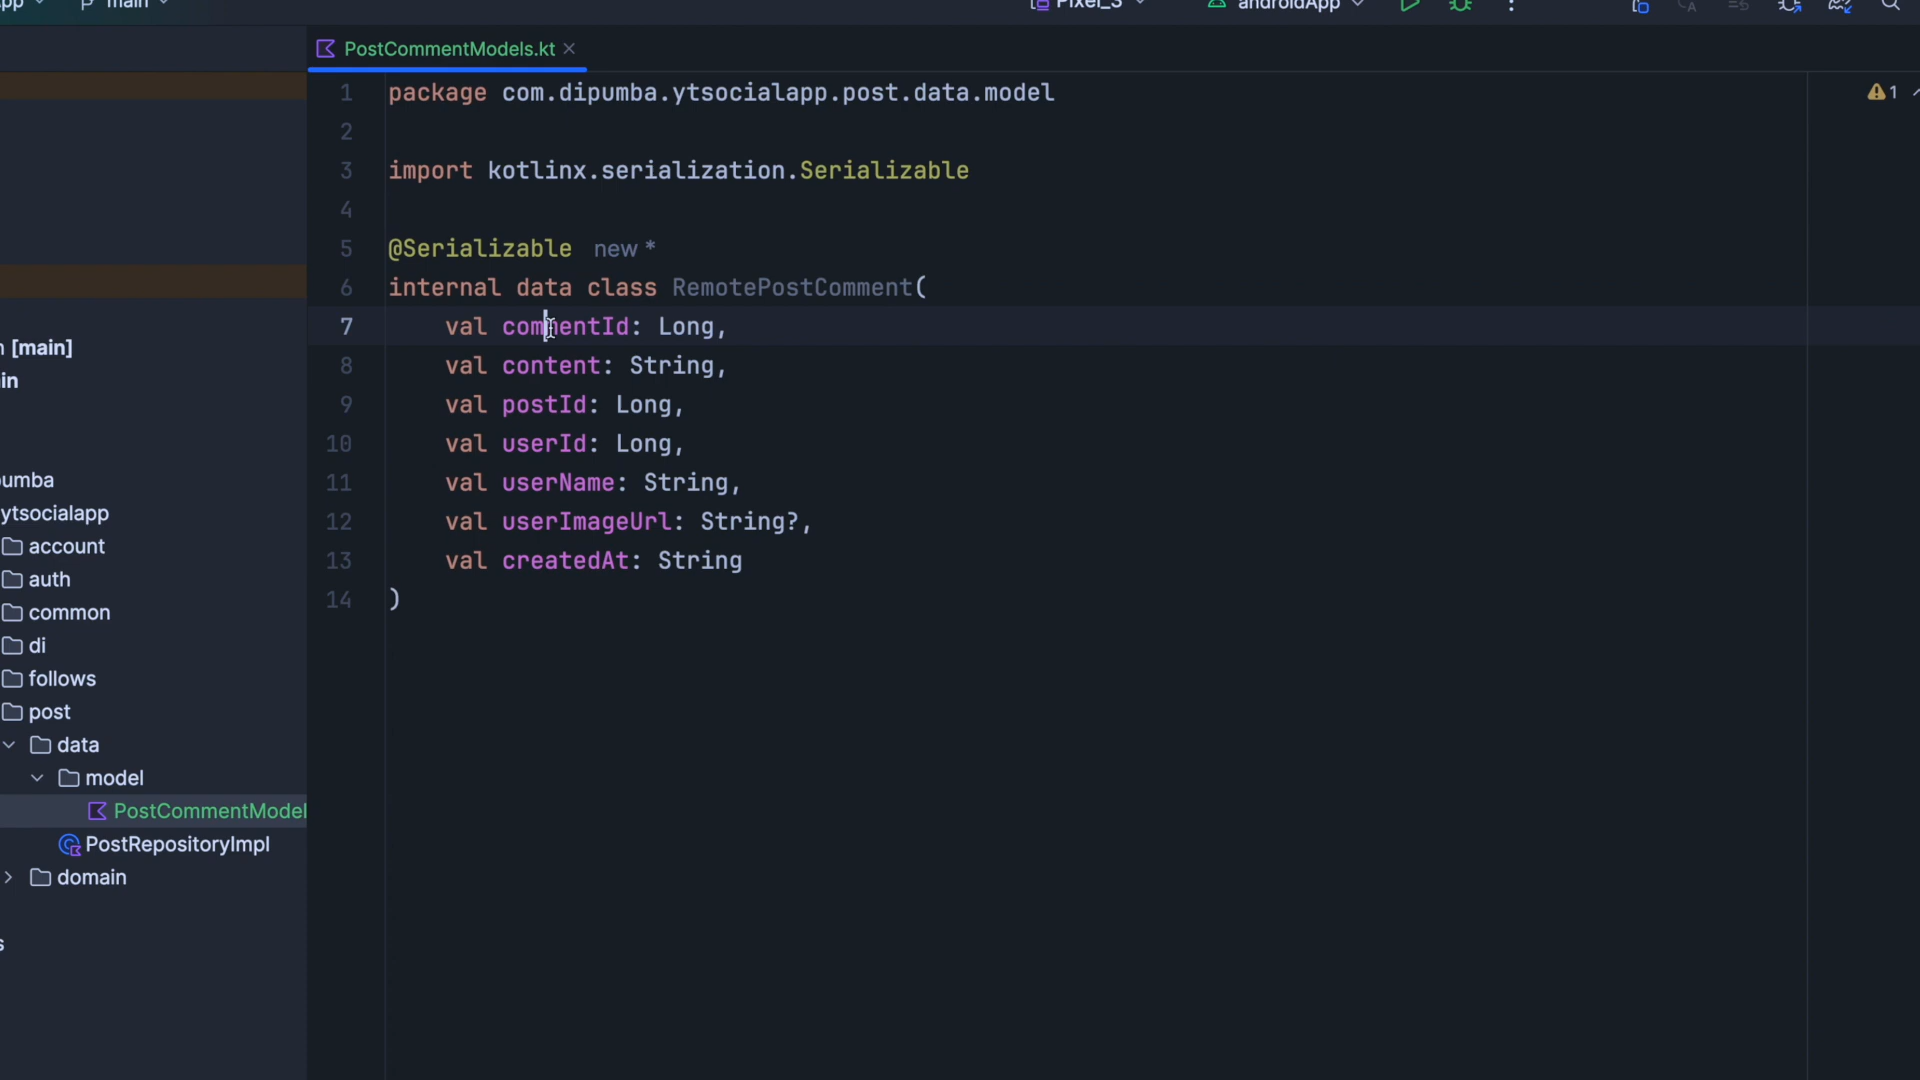 main
Pixel_3
androidApp
PostCommentModels.kt
1 package com.dipumba.ytsocialapp.post.data.model
1
2
3 import kotlinx.serialization.Serializable
4
5 @Serializable new *
6 internal data class RemotePostComment(
7 val commentId: Long,
8 val content: String,
9 val postId: Long,
10 val userId: Long,
11 val userName: String,
12 val userImageUrl: String?,
13 val createdAt: String
14 )
[main]
in
umba
ytsocialapp
account
auth
common
di
follows
post
data
model
PostCommentModel
PostRepositoryImpl
domain
s